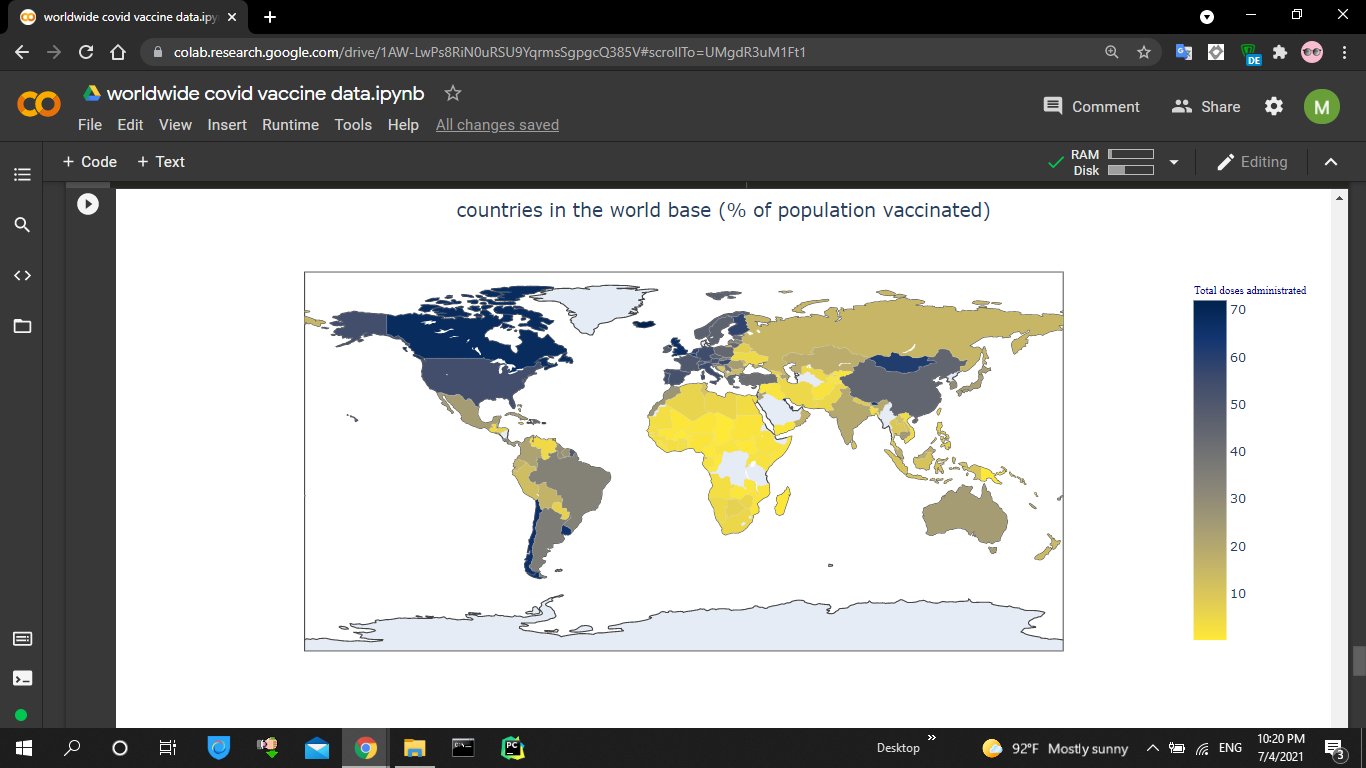 worldwide covid vaccine data.ipy
colab.research.google.com/drive/1AW-LwPs8RiN0uRSU9YqrmsSgpgcQ385V#scrollTo=UMgdR3uM1Ft1
DE
worldwide covid vaccine data.ipynb
Comment
Share
M
File Edit View Insert Runtime Tools Help All changes saved
+ Code + Text
RAM
Disk
Editing
countries in the world base (% of population vaccinated)
Total doses administrated
70
60
50
40
30
20
10
PC
Desktop
92°F Mostly sunny
ENG
10:20 PM
7/4/2021
3